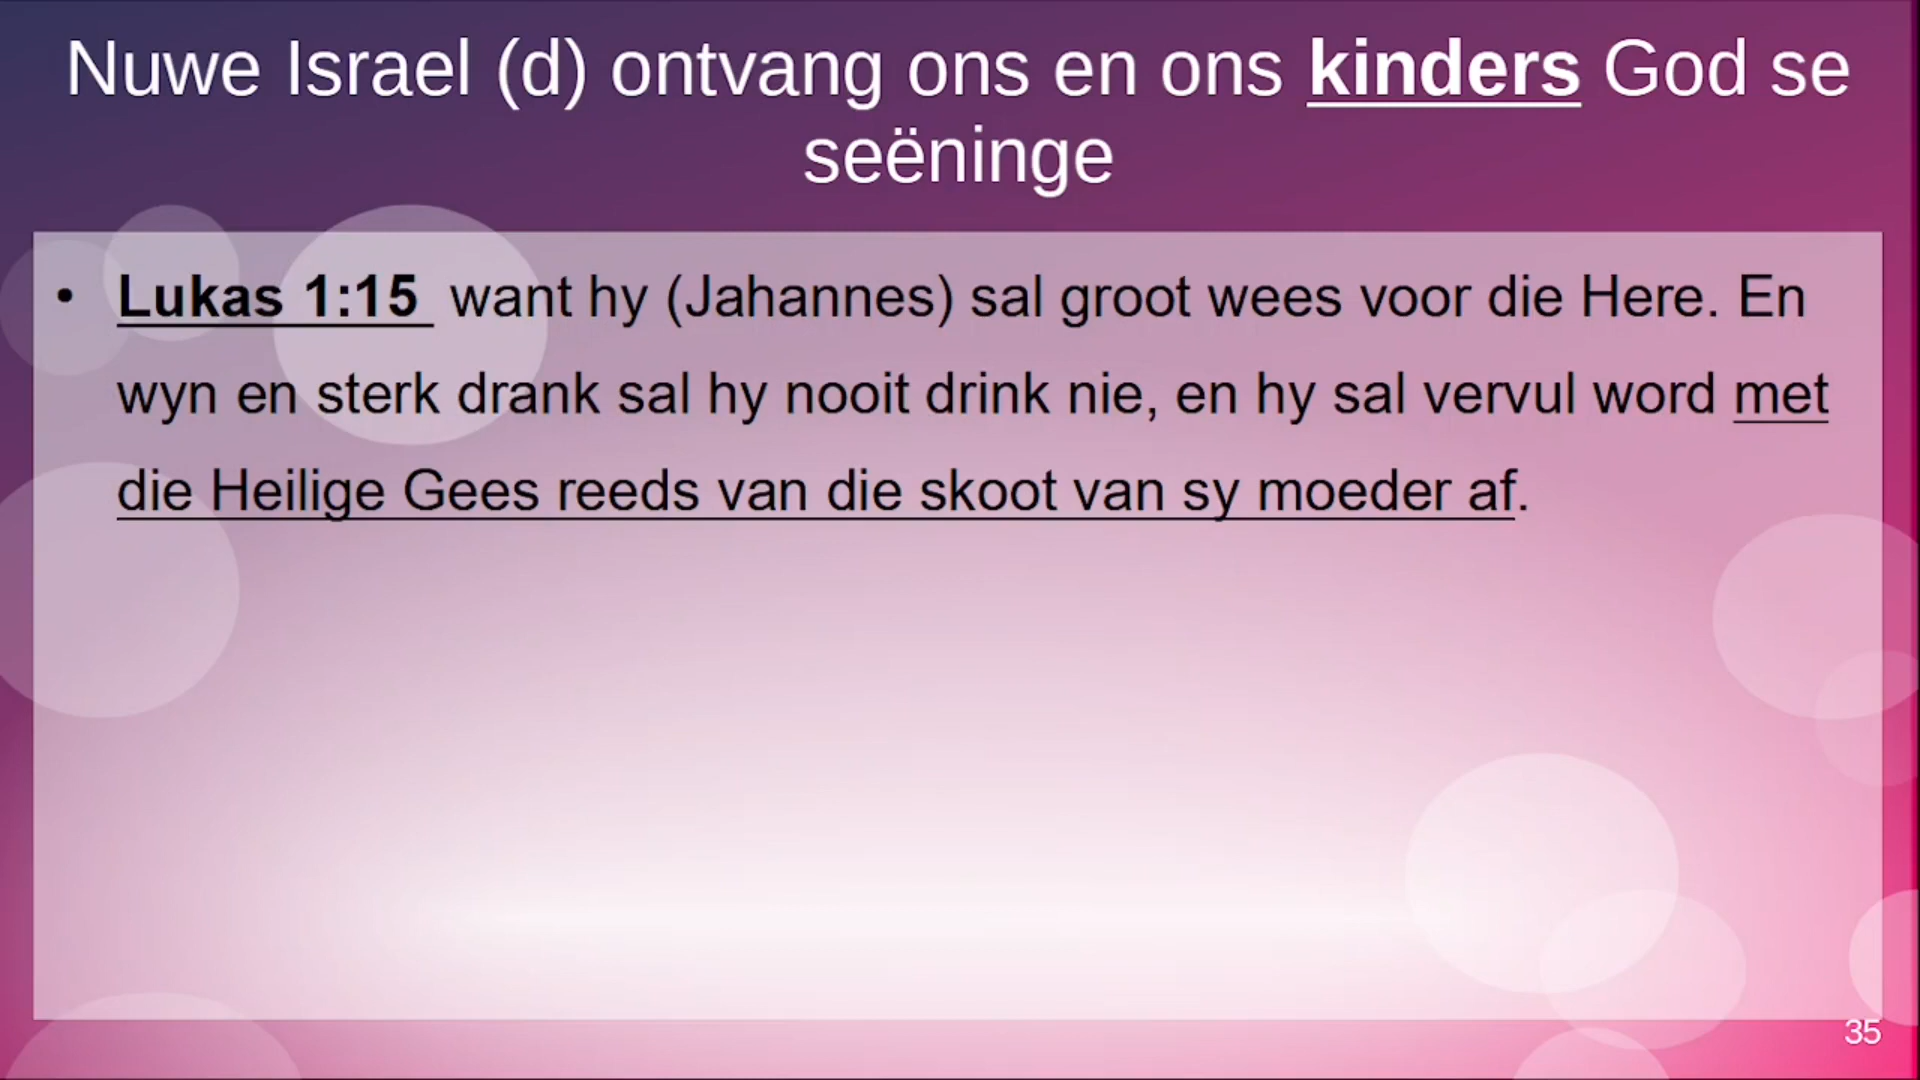 Nuwe Israel (d) ontvang ons en ons kinders God se
seëninge
• Lukas 1:15 want hy (Jahannes) sal groot wees voor die Here. En
wyn en sterk drank sal hy nooit drink nie, en hy sal vervul word met
die Heilige Gees reeds van die skoot van sy moeder af.
35